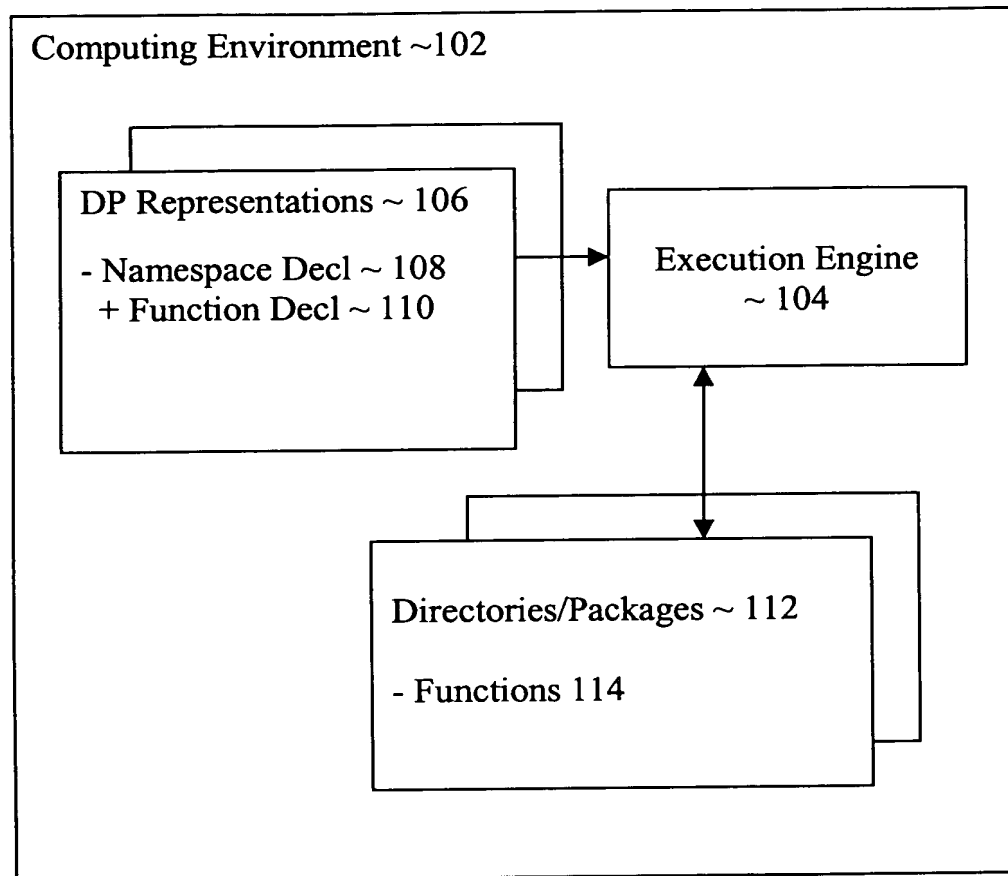 Computing Environment ~102
DP Representations ~ 106
- Namespace Decl ~ 108
+ Function Decl ~ 110
Execution Engine
~ 104
Directories/Packages ~ 112
- Functions 114